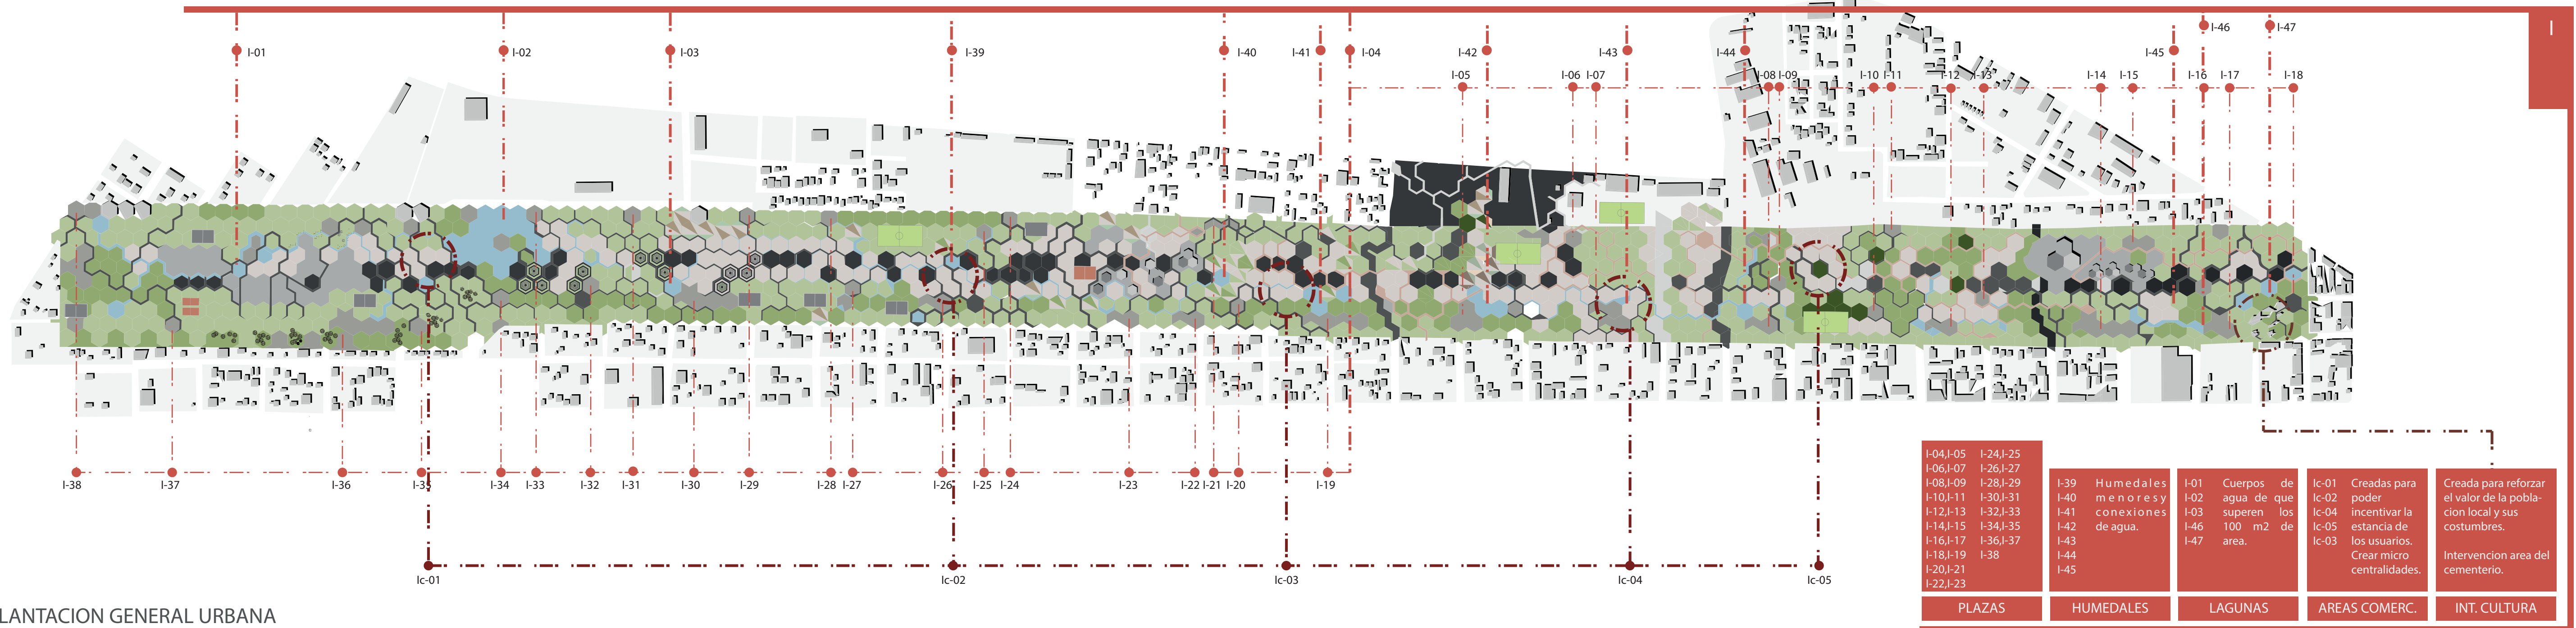 I
I-46
I-47
I-01
I-02
I-03
I-39
I-40
I-41
I-04
I-42
I-43
I-44
I-45
I-05
I-06
I-07
I-08
I-09
I-10
I-11
I-12
I-13
I-14
I-15
I-16
I-17
I-18
I-38
I-37
I-36
I-35
I-34
I-33
I-32
I-31
I-30
I-29
I-28
I-27
I-26
I-25
I-24
I-23
I-22
I-21
I-20
I-19
Ic-01
Ic-02
Ic-03
Ic-04
Ic-05
I-04,I-05 I-24,I-25
I-06,I-07 I-26,I-27
I-08,I-09 I-28,I-29
I-10,I-11 I-30,I-31
I-12,I-13 I-32,I-33
I-14,I-15 I-34,I-35
I-16,I-17 I-36,I-37
I-18,I-19 I-38
I-20,I-21
I-22,I-23
PLAZAS
I-39 Humedales
I-40 menores y
I-41 conexiones
I-42 de agua.
I-43
I-44
I-45
HUMEDALES
I-01 Cuerpos de
I-02 agua de que
I-03 superen los
I-46 100 m2 de
I-47 area.
LAGUNAS
Ic-01 Creadas para
Ic-02 poder
Ic-04 incentivar la
Ic-05 estancia de
Ic-03 los usuarios.
Crear micro
centralidades.
AREAS COMERC.
Creada para reforzar
el valor de la pobla-
cion local y sus
costumbres.
Intervencion area del
cementerio.
INT. CULTURA
LANTACION GENERAL URBANA